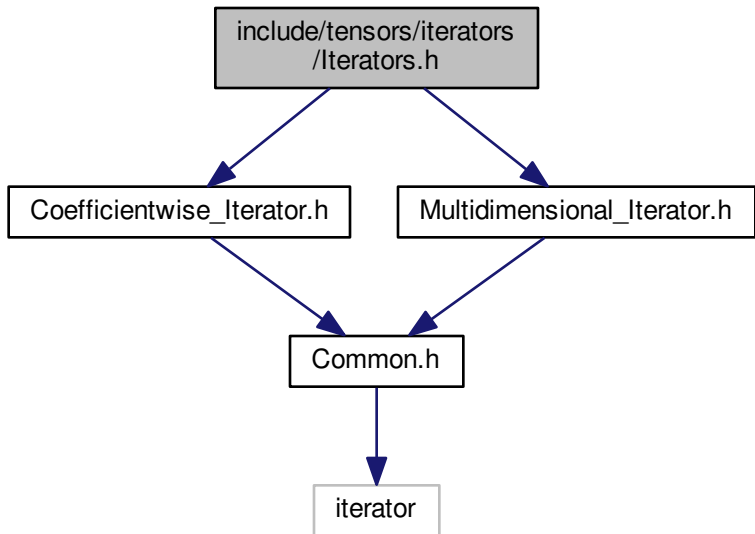 include/tensors/iterators
/Iterators.h
Coefficientwise_Iterator.h
Multidimensional_Iterator.h
Common.h
iterator